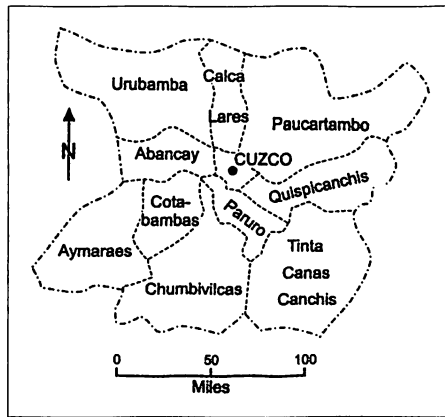 Urubamba
Calca
Lares
Paucartambo
N
Abancay
CUZCO
Quispicanchis
Cota-
bambas
Paruro
Aymaraes
Tinta
Canas
Canchis
Chumbivilcas
0 50 100
Miles